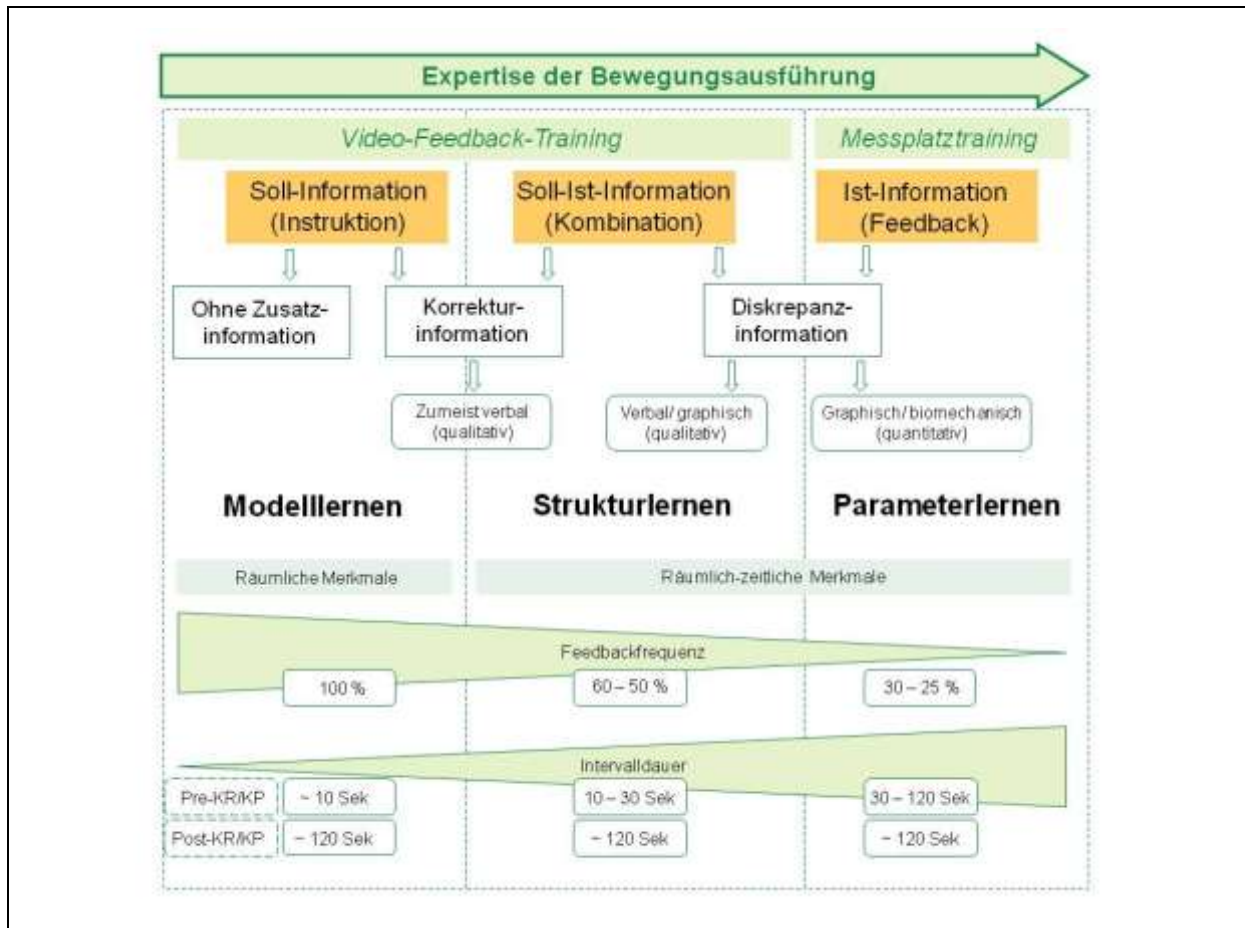 Expertise der Bewegungsausführung
Video-Feedback-Training
Messplatztraining
Soll-Information
(Instruktion)
Soll-Ist-Information
(Kombination)
Ist-Information
(Feedback)
Ohne Zusatz-
information
Korrektur-
information
Diskrepanz-
information
Zumeist verbal
(qualitativ)
Verbal/ graphisch
(qualitativ)
Graphisch/ biomechanisch
(quantitativ)
Modelllernen
Strukturlernen
Parameterlernen
Räumliche Merkmale
Räumlich-zeitliche Merkmale
Feedbackfrequenz
100 %
60 – 50 %
30 – 25 %
Intervalldauer
Pre-KR/KP
~ 10 Sek
10 – 30 Sek
30 – 120 Sek
Post-KR/KP
~ 120 Sek
~ 120 Sek
~ 120 Sek